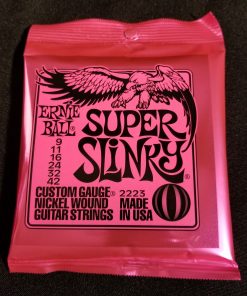 ERNIE
BALL®
SUPER
SLINKY®
9
11
16
24
32
42
CUSTOM GAUGE® 2223
NICKEL WOUND MADE
GUITAR STRINGS IN USA